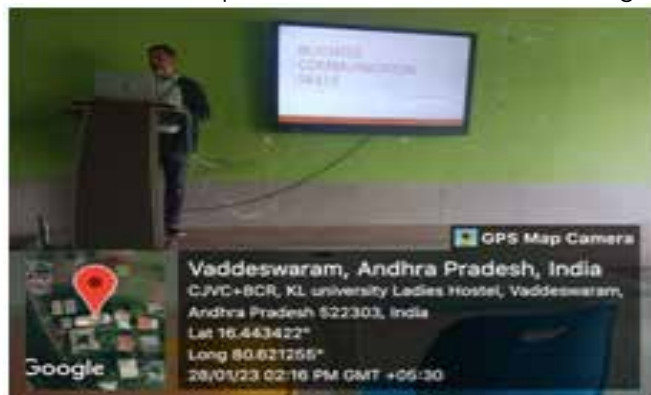 BUSINESS
COMMUNICATION
SKILLS
GPS Map Camera
Vaddeswaram, Andhra Pradesh, India
CJVC+8CR, KL university Ladies Hostel, Vaddeswaram,
Andhra Pradesh 522303, India
Lat 16.443422°
Long 80.621255°
28/01/23 02:16 PM GMT +05:30
Google